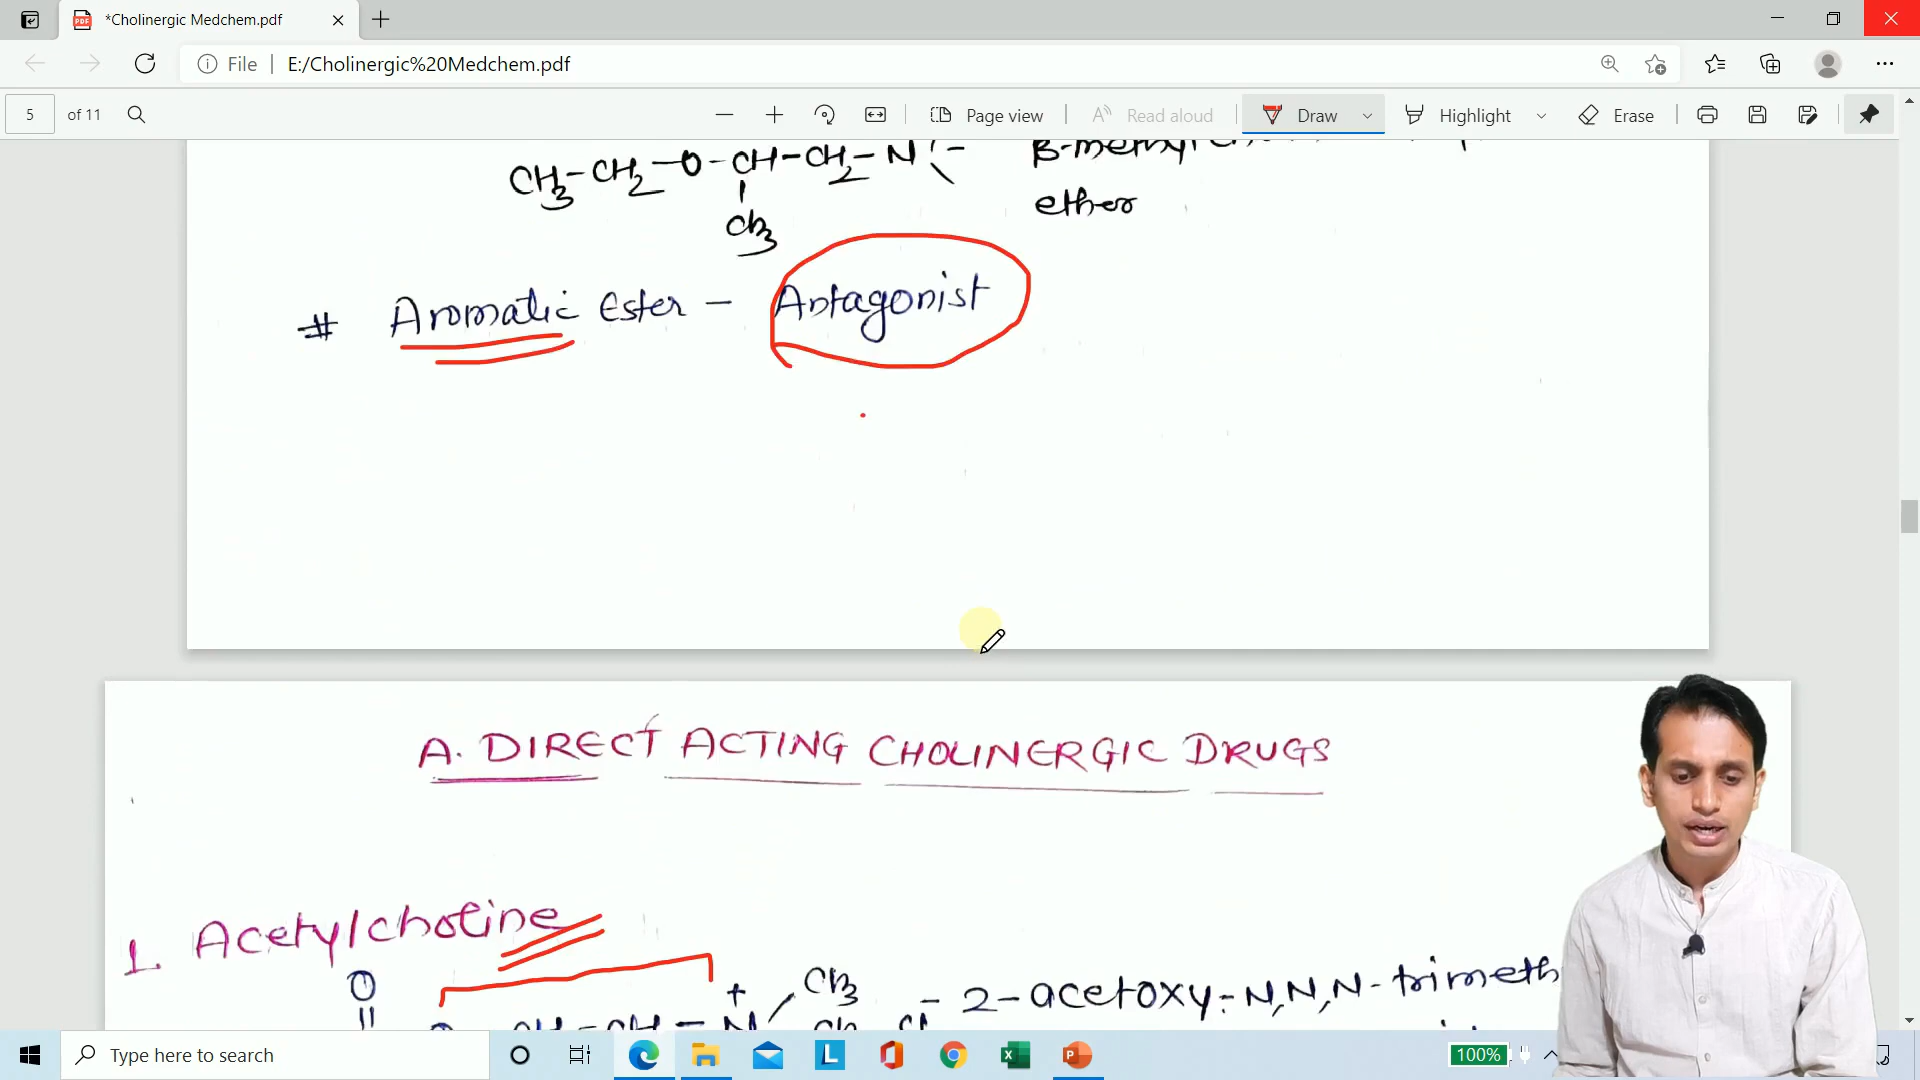 *Cholinergic Medchem.pdf
File E:/Cholinergic%20Medchem.pdf
5 of 11 Page view Read aloud Draw Highlight Erase
CH3-CH2-O-CH-CH2-N
CH3
ether
# Aromatic Ester - Antagonist
A. DIRECT ACTING CHOLINERGIC DRUGS
1. Acetylcholine
O
+ CH3
N
Cl - 2-acetoxy-N,N,N-trimeth
Type here to search
100%